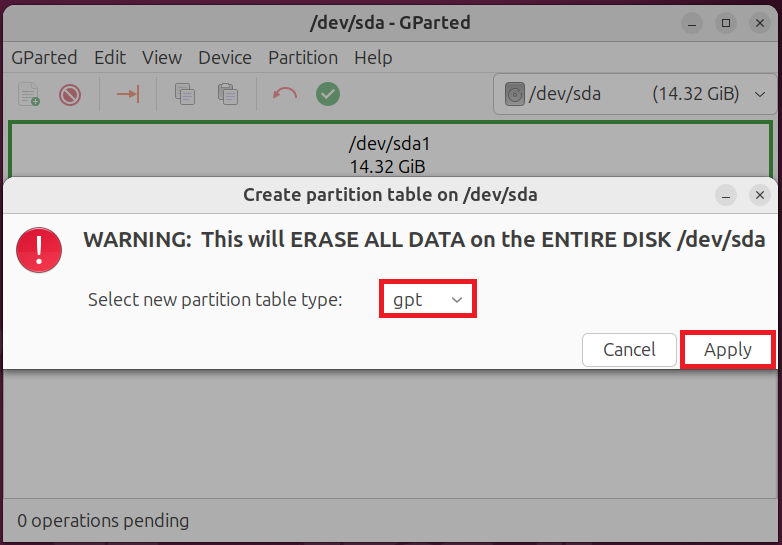 /dev/sda - GParted
GParted Edit View Device Partition Help
/dev/sda (14.32 GiB)
/dev/sda1
14.32 GiB
Create partition table on /dev/sda
WARNING: This will ERASE ALL DATA on the ENTIRE DISK /dev/sda
Select new partition table type: gpt
Cancel Apply
0 operations pending